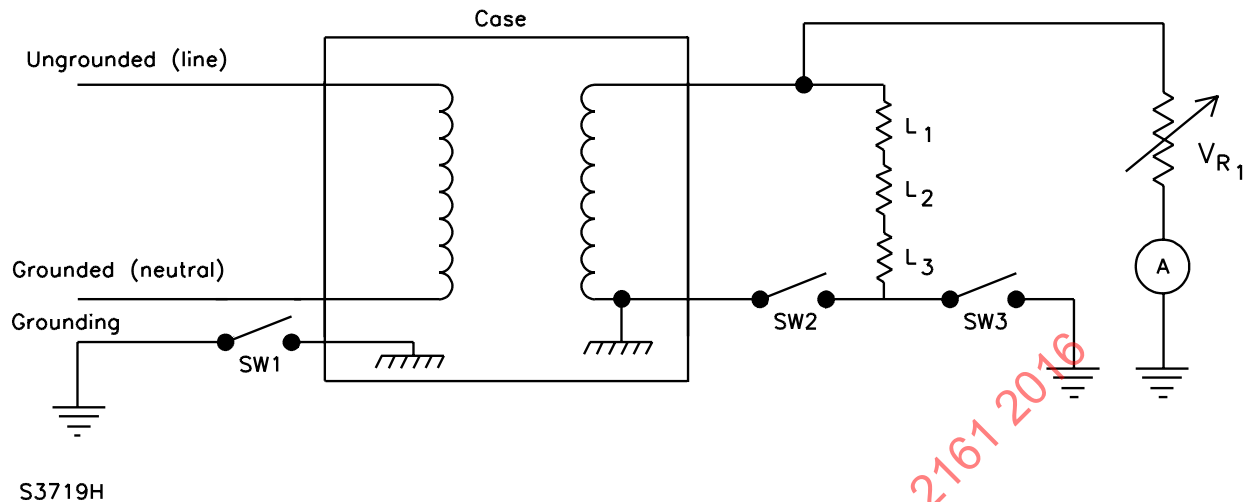 Case
Ungrounded (line)
L1
L2
VR1
Grounded (neutral)
L3
A
Grounding
SW1
SW2
SW3
2161 2016
S3719H